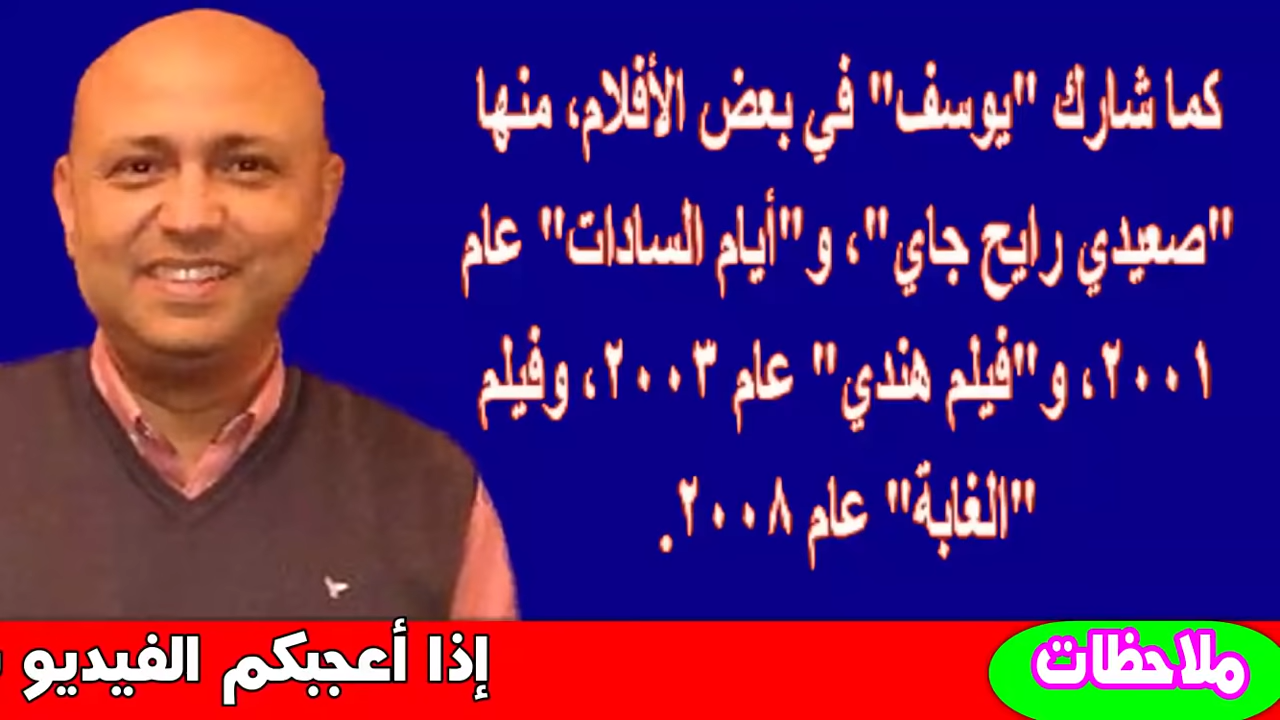 كما شارك "يوسف" في بعض الأفلام، منها
"صعيدي رايح جاي"، و"أيام السادات" عام
٢٠٠١، و"فيلم هندي" عام ٢٠٠٣، وفيلم
"الغابة" عام ٢٠٠٨.
ملاحظات
إذا أعجبكم الفيديو